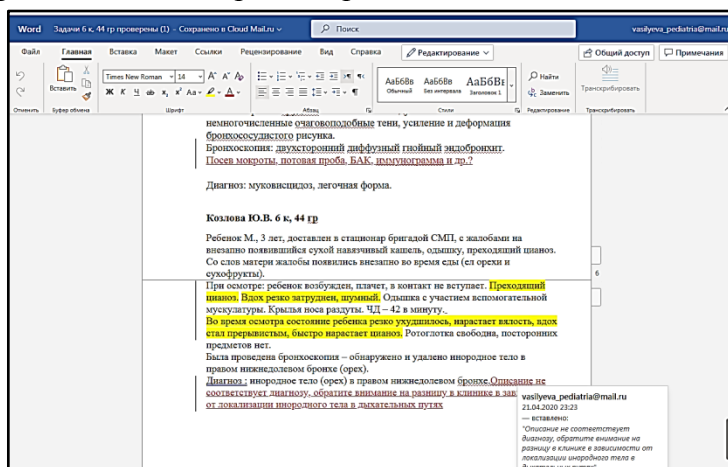 Word Задачи 6 к, 44 гр проверены (1) – Сохранено в Cloud Mail.ru Поиск vasilyeva_pediatria@mail.ru
Файл Главная Вставка Макет Ссылки Рецензирование Вид Справка Редактирование Общий доступ Примечания
Вставить Times New Roman 14 АаБбВв АаБбВв АаБбВв Найти Транскрибировать
Ж К Ч Обычный Без интервала Заголовок 1 Заменить
Отменить Буфер обмена Шрифт Абзац Стили Редактирование Транскрибировать
немногочисленные очаговоподобные тени, усиление и деформация
бронхососудистого рисунка.
Бронхоскопия: двухсторонний диффузный гнойный эндобронхит.
Посев мокроты, потовая проба, БАК, иммунограмма и др.?
Диагноз: муковисцидоз, легочная форма.
Козлова Ю.В. 6 к, 44 гр
Ребенок М., 3 лет, доставлен в стационар бригадой СМП, с жалобами на
внезапно появившийся сухой навязчивый кашель, одышку, преходящий цианоз.
Со слов матери жалобы появились внезапно во время еды (ел орехи и
сухофрукты).
6
При осмотре: ребенок возбужден, плачет, в контакт не вступает. Преходящий
цианоз. Вдох резко затруднен, шумный. Одышка с участием вспомогательной
мускулатуры. Крылья носа раздуты. ЧД – 42 в минуту.
Во время осмотра состояние ребенка резко ухудшилось, нарастает вялость, вдох
стал прерывистым, быстро нарастает цианоз. Ротоглотка свободна, посторонних
предметов нет.
Была проведена бронхоскопия – обнаружено и удалено инородное тело в
правом нижнедолевом бронхе (орех).
Диагноз : инородное тело (орех) в правом нижнедолевом бронхе.Описание не
соответствует диагнозу, обратите внимание на разницу в клинике в зав
от локализации инородного тела в дыхательных путях
vasilyeva_pediatria@mail.ru
21.04.2020 23:23
— вставлено:
"Описание не соответствует
диагнозу, обратите внимание на
разницу в клинике в зависимости от
локализации инородного тела в
дыхательных путях"